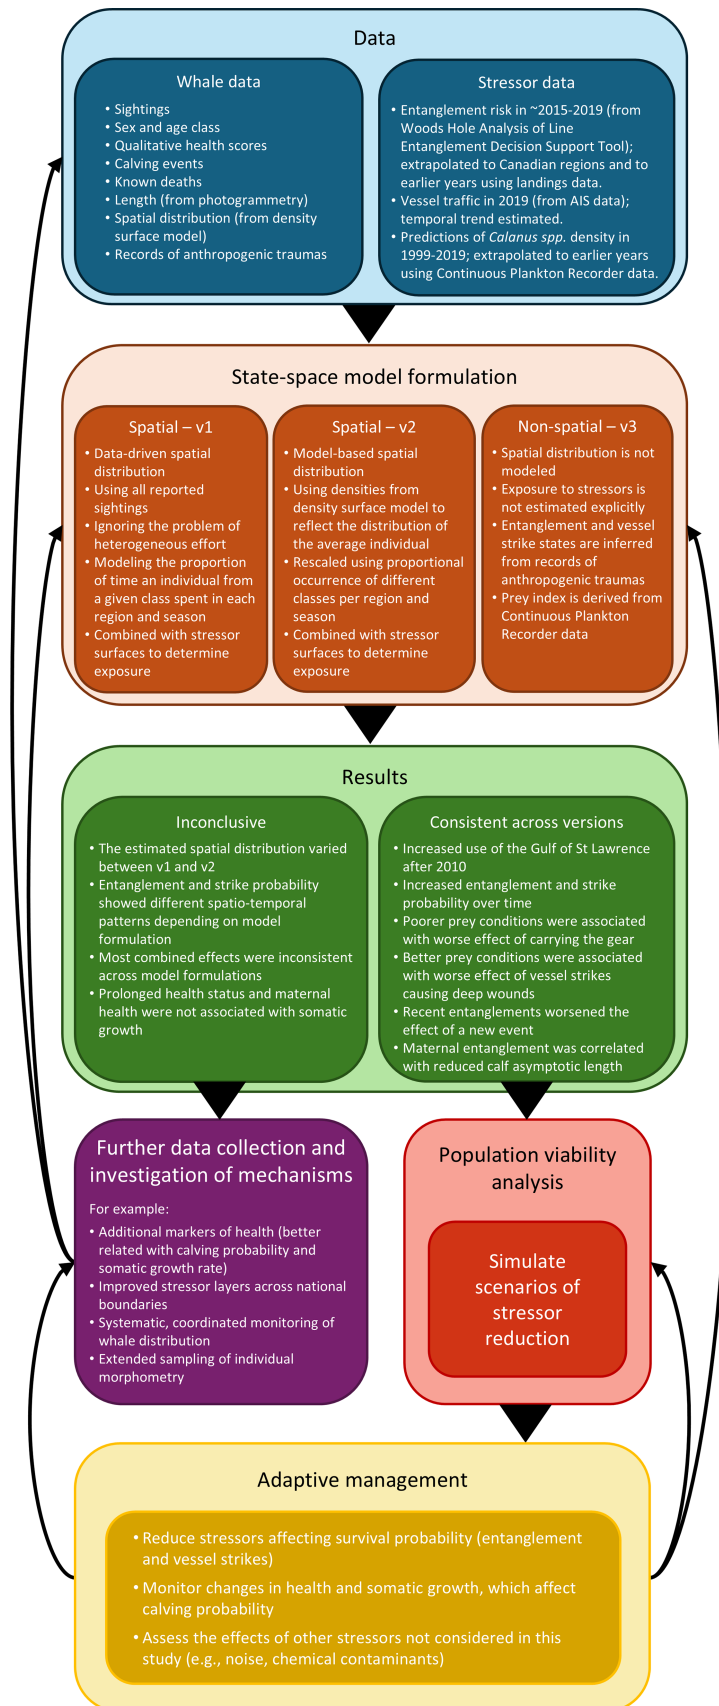 Data
Whale data
• Sightings
• Sex and age class
• Qualitative health scores
• Calving events
• Known deaths
• Length (from photogrammetry)
• Spatial distribution (from density
surface model)
• Records of anthropogenic traumas
Stressor data
• Entanglement risk in ~2015-2019 (from
Woods Hole Analysis of Line
Entanglement Decision Support Tool);
extrapolated to Canadian regions and to
earlier years using landings data.
• Vessel traffic in 2019 (from AIS data);
temporal trend estimated.
• Predictions of Calanus spp. density in
1999-2019; extrapolated to earlier years
using Continuous Plankton Recorder data.
State-space model formulation
Spatial – v1
• Data-driven spatial
distribution
• Using all reported
sightings
• Ignoring the problem of
heterogeneous effort
• Modeling the proportion
of time an individual from
a given class spent in each
region and season
• Combined with stressor
surfaces to determine
exposure
Spatial – v2
• Model-based spatial
distribution
• Using densities from
density surface model to
reflect the distribution of
the average individual
• Rescaled using proportional
occurrence of different
classes per region and
season
• Combined with stressor
surfaces to determine
exposure
Non-spatial – v3
• Spatial distribution is not
modeled
• Exposure to stressors is
not estimated explicitly
• Entanglement and vessel
strike states are inferred
from records of
anthropogenic traumas
• Prey index is derived from
Continuous Plankton
Recorder data
Results
Inconclusive
• The estimated spatial distribution varied
between v1 and v2
• Entanglement and strike probability
showed different spatio-temporal
patterns depending on model
formulation
• Most combined effects were inconsistent
across model formulations
• Prolonged health status and maternal
health were not associated with somatic
growth
Consistent across versions
• Increased use of the Gulf of St Lawrence
after 2010
• Increased entanglement and strike
probability over time
• Poorer prey conditions were associated
with worse effect of carrying the gear
• Better prey conditions were associated
with worse effect of vessel strikes
causing deep wounds
• Recent entanglements worsened the
effect of a new event
• Maternal entanglement was correlated
with reduced calf asymptotic length
Further data collection and
investigation of mechanisms
For example:
• Additional markers of health (better
related with calving probability and
somatic growth rate)
• Improved stressor layers across national
boundaries
• Systematic, coordinated monitoring of
whale distribution
• Extended sampling of individual
morphometry
Population viability
analysis
Simulate
scenarios of
stressor
reduction
Adaptive management
• Reduce stressors affecting survival probability (entanglement
and vessel strikes)
• Monitor changes in health and somatic growth, which affect
calving probability
• Assess the effects of other stressors not considered in this
study (e.g., noise, chemical contaminants)